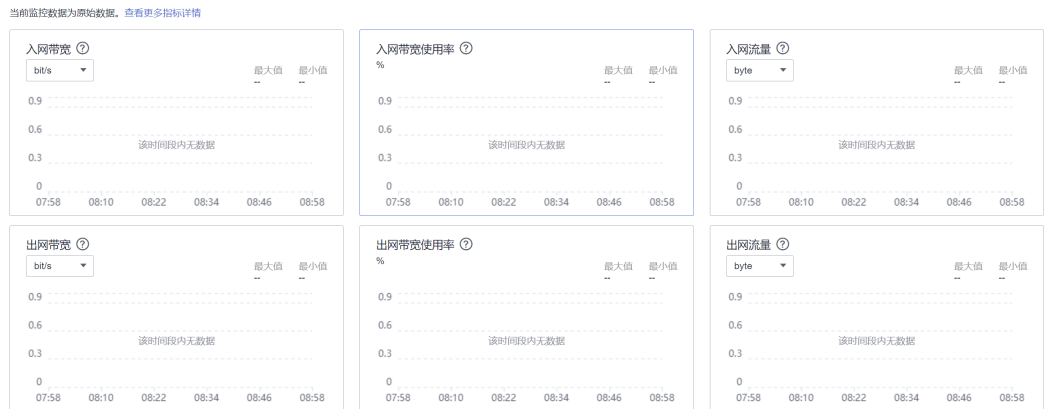 当前监控数据为原始数据。查看更多指标详情
入网带宽 ?
bit/s
最大值 最小值
-- --
0.9
0.6
该时间段内无数据
0.3
0
07:58 08:10 08:22 08:34 08:46 08:58
入网带宽使用率 ?
%
最大值 最小值
-- --
0.9
0.6
该时间段内无数据
0.3
0
07:58 08:10 08:22 08:34 08:46 08:58
入网流量 ?
byte
最大值 最小值
-- --
0.9
0.6
该时间段内无数据
0.3
0
07:58 08:10 08:22 08:34 08:46 08:58
出网带宽 ?
bit/s
最大值 最小值
-- --
0.9
0.6
该时间段内无数据
0.3
0
07:58 08:10 08:22 08:34 08:46 08:58
出网带宽使用率 ?
%
最大值 最小值
-- --
0.9
0.6
该时间段内无数据
0.3
0
07:58 08:10 08:22 08:34 08:46 08:58
出网流量 ?
byte
最大值 最小值
-- --
0.9
0.6
该时间段内无数据
0.3
0
07:58 08:10 08:22 08:34 08:46 08:58